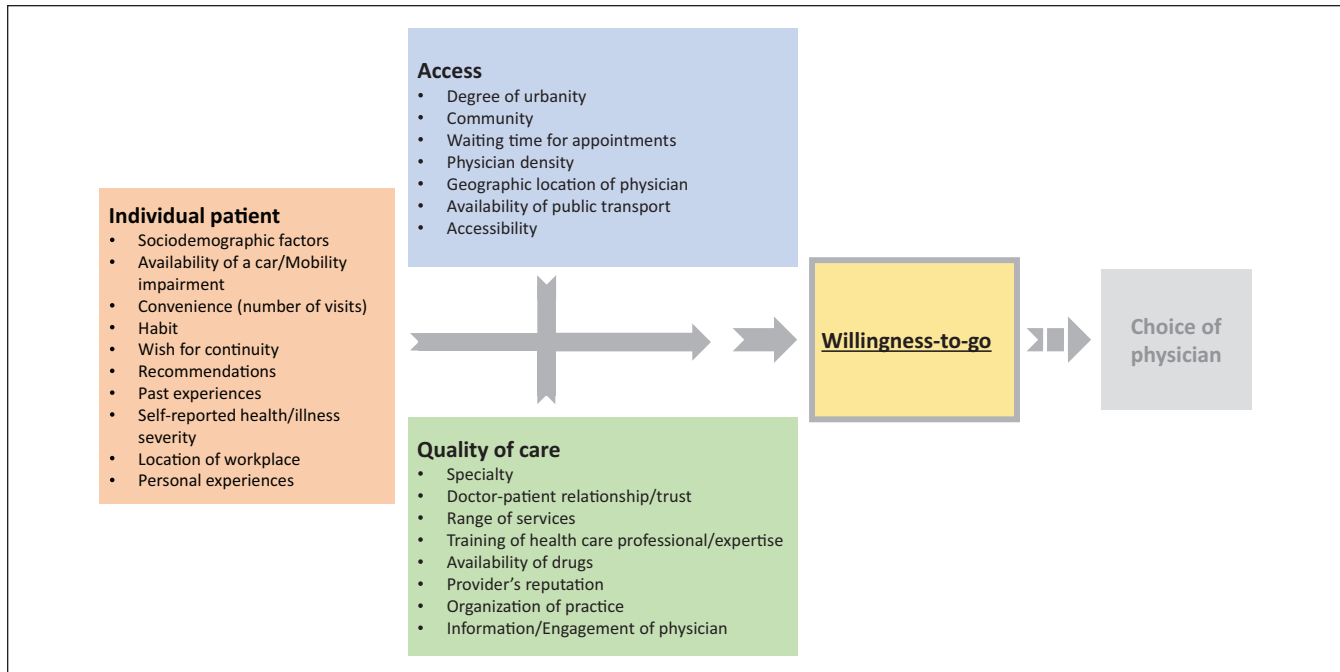 Access
• Degree of urbanity
• Community
• Waiting time for appointments
• Physician density
• Geographic location of physician
• Availability of public transport
• Accessibility
Individual patient
• Sociodemographic factors
• Availability of a car/Mobility
impairment
• Convenience (number of visits)
• Habit
• Wish for continuity
• Recommendations
• Past experiences
• Self-reported health/illness
severity
• Location of workplace
• Personal experiences
Quality of care
• Specialty
• Doctor-patient relationship/trust
• Range of services
• Training of health care professional/expertise
• Availability of drugs
• Provider’s reputation
• Organization of practice
• Information/Engagement of physician
Willingness-to-go
Choice of
physician